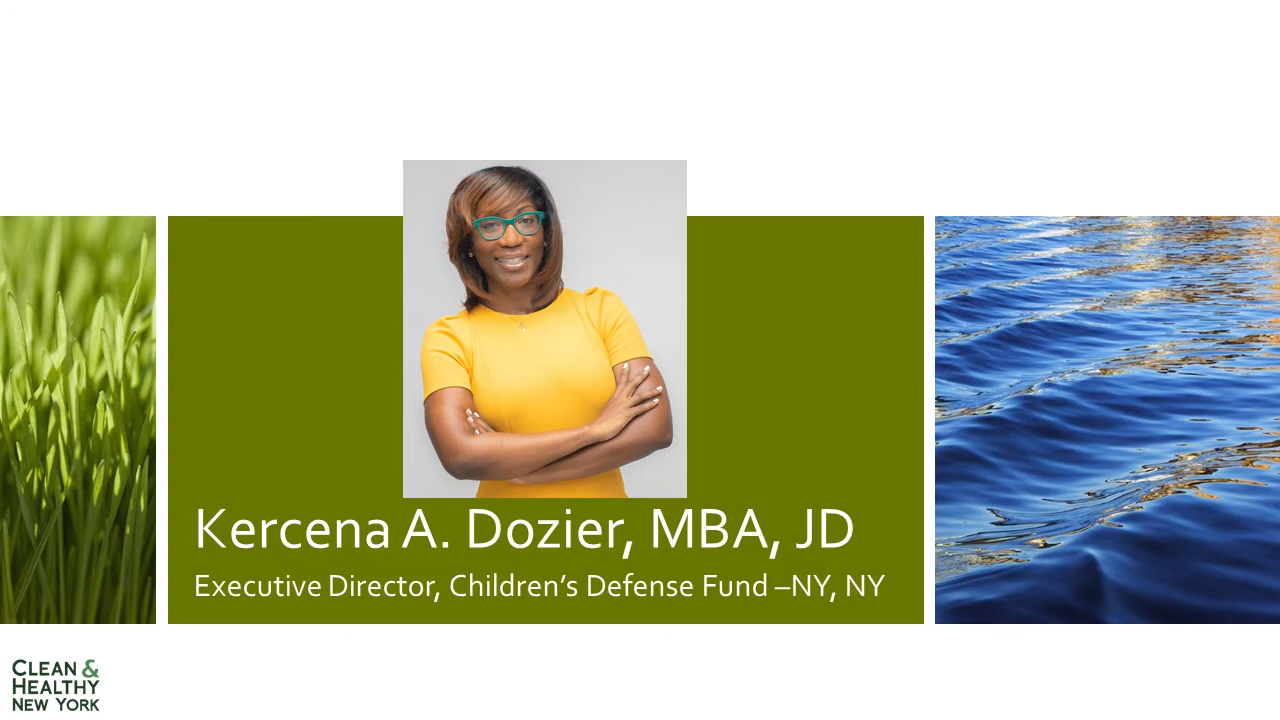 Kercena A. Dozier, MBA, JD
Executive Director, Children’s Defense Fund –NY, NY
CLEAN &
HEALTHY
NEW YORK